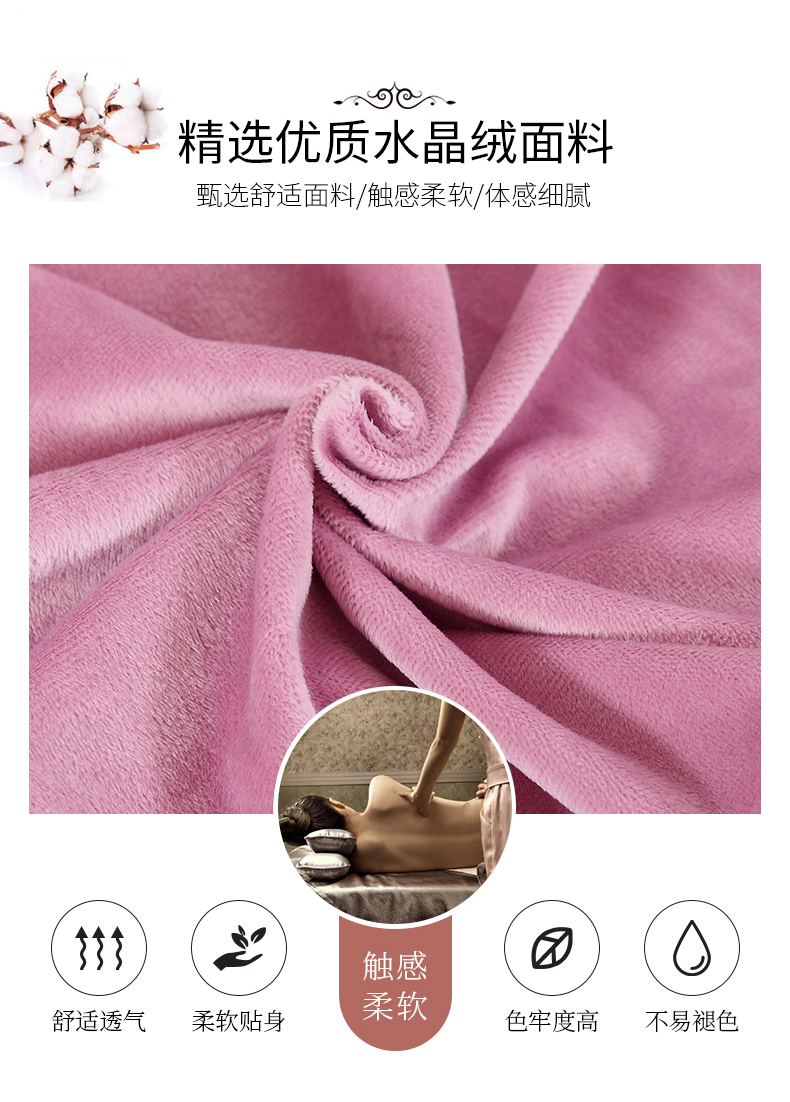 精选优质水晶绒面料
甄选舒适面料/触感柔软/体感细腻
舒适透气
柔软贴身
触感
柔软
色牢度高
不易褪色